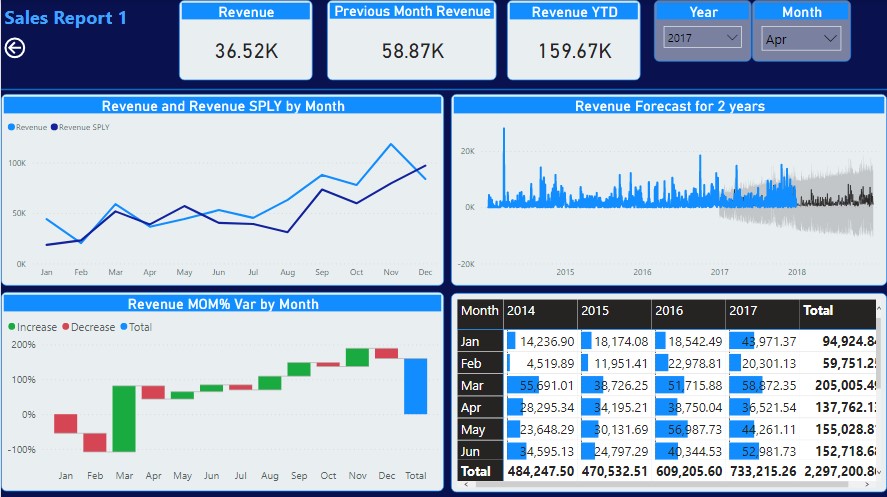 Sales Report 1
Revenue
36.52K
Previous Month Revenue
58.87K
Revenue YTD
159.67K
Year
2017
Month
Apr
Revenue and Revenue SPLY by Month
Revenue Revenue SPLY
100K
50K
0K
Jan Feb Mar Apr May Jun Jul Aug Sep Oct Nov Dec
Revenue Forecast for 2 years
20K
0K
-20K
2015 2016 2017 2018
Revenue MOM% Var by Month
Increase Decrease Total
200%
100%
0%
-100%
Jan Feb Mar Apr May Jun Jul Aug Sep Oct Nov Dec Total
Month 2014 2015 2016 2017 Total
Jan 14,236.90 18,174.08 18,542.49 43,971.37 94,924.84
Feb 4,519.89 11,951.41 22,978.81 20,301.13 59,751.2
Mar 55,691.01 38,726.25 51,715.88 58,872.35 205,005.4
Apr 28,295.34 34,195.21 38,750.04 36,521.54 137,762.1
May 23,648.29 30,131.69 56,987.73 44,261.11 155,028.8
Jun 34,595.13 24,797.29 40,344.53 52,981.73 152,718.6
Total 484,247.50 470,532.51 609,205.60 733,215.26 2,297,200.8